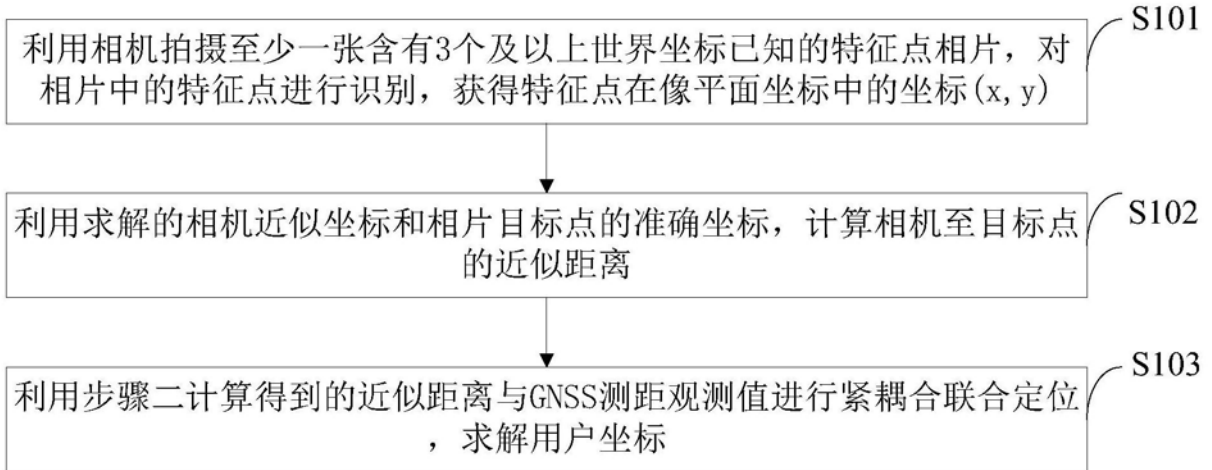 S101
利用相机拍摄至少一张含有3个及以上世界坐标已知的特征点相片，对
相片中的特征点进行识别，获得特征点在像平面坐标中的坐标(x,y)
S102
利用求解的相机近似坐标和相片目标点的准确坐标，计算相机至目标点
的近似距离
S103
利用步骤二计算得到的近似距离与GNSS测距观测值进行紧耦合联合定位
，求解用户坐标